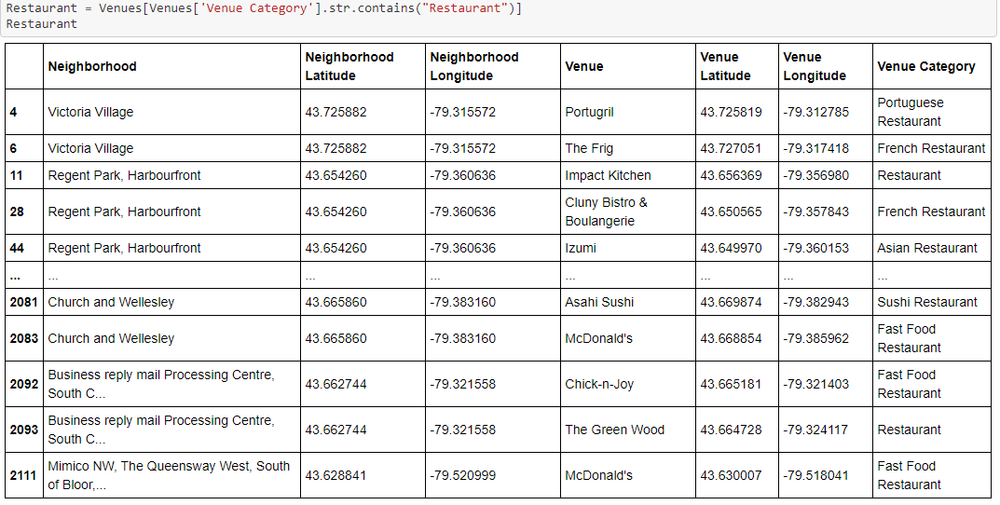 Restaurant = Venues[Venues['Venue Category'].str.contains("Restaurant")]
Restaurant
Neighborhood Neighborhood Latitude Neighborhood Longitude Venue Venue Latitude Venue Longitude Venue Category
4 Victoria Village 43.725882 -79.315572 Portugril 43.725819 -79.312785 Portuguese Restaurant
6 Victoria Village 43.725882 -79.315572 The Frig 43.727051 -79.317418 French Restaurant
11 Regent Park, Harbourfront 43.654260 -79.360636 Impact Kitchen 43.656369 -79.356980 Restaurant
28 Regent Park, Harbourfront 43.654260 -79.360636 Cluny Bistro & Boulangerie 43.650565 -79.357843 French Restaurant
44 Regent Park, Harbourfront 43.654260 -79.360636 Izumi 43.649970 -79.360153 Asian Restaurant
... ... ... ... ... ... ... ...
2081 Church and Wellesley 43.665860 -79.383160 Asahi Sushi 43.669874 -79.382943 Sushi Restaurant
2083 Church and Wellesley 43.665860 -79.383160 McDonald's 43.668854 -79.385962 Fast Food Restaurant
2092 Business reply mail Processing Centre, South C... 43.662744 -79.321558 Chick-n-Joy 43.665181 -79.321403 Fast Food Restaurant
2093 Business reply mail Processing Centre, South C... 43.662744 -79.321558 The Green Wood 43.664728 -79.324117 Restaurant
2111 Mimico NW, The Queensway West, South of Bloor,... 43.628841 -79.520999 McDonald's 43.630007 -79.518041 Fast Food Restaurant